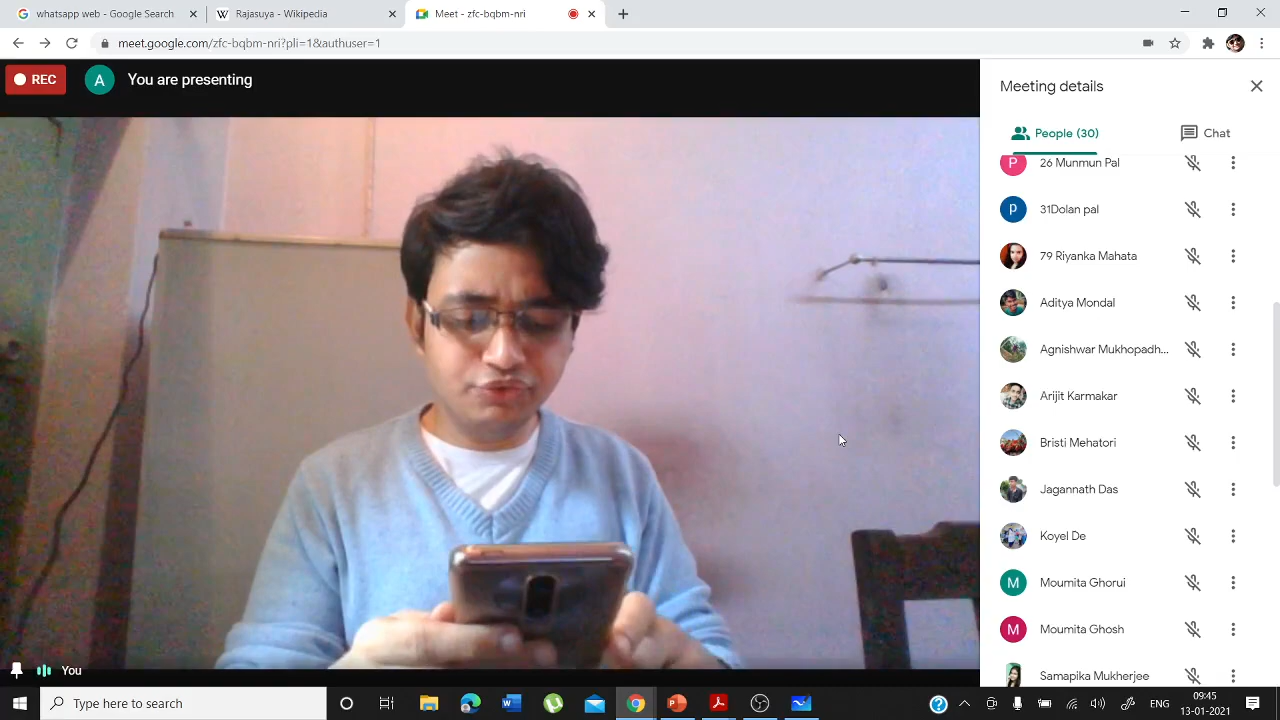 whatsapp web - Google Search
Rajasuya - Wikipedia
Meet - zfc-bqbm-nri
meet.google.com/zfc-bqbm-nri?pli=1&authuser=1
REC
A
You are presenting
Meeting details
People (30)
Chat
P
26 Munmun Pal
p
31Dolan pal
79 Riyanka Mahata
Aditya Mondal
Agnishwar Mukhopadh...
Arijit Karmakar
Bristi Mehatori
Jagannath Das
Koyel De
M
Moumita Ghorui
M
Moumita Ghosh
Samapika Mukherjee
You
Type here to search
ENG
09:45
13-01-2021